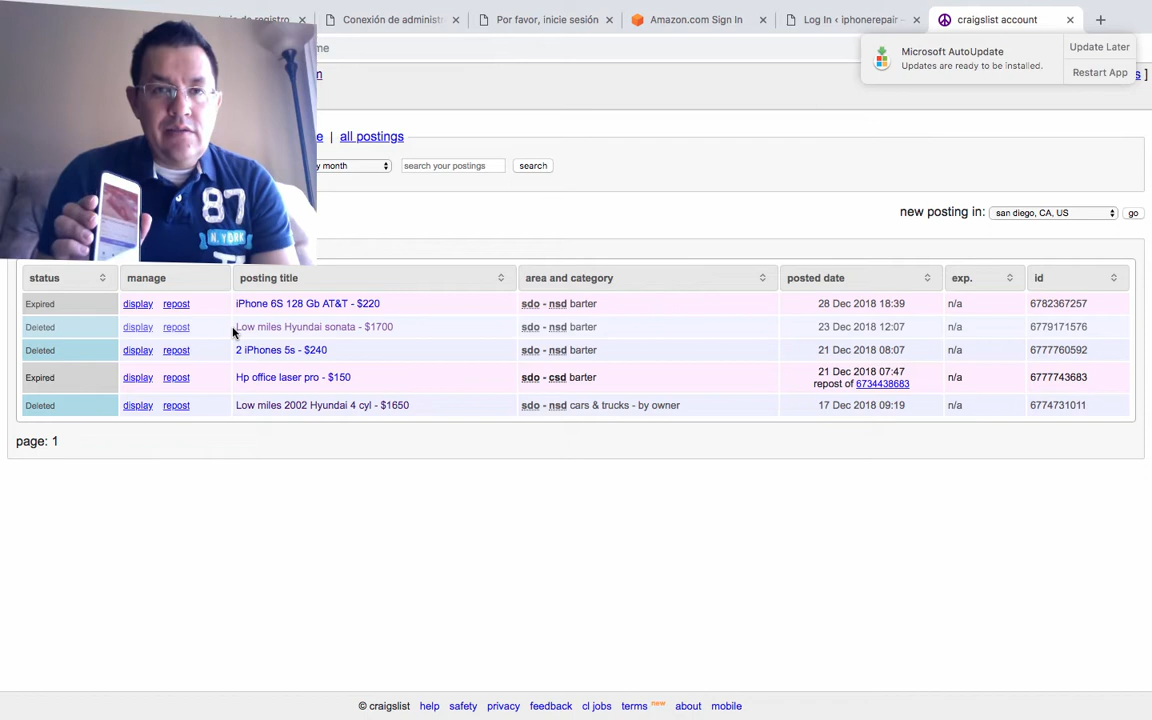 de registro
Conexión de administ
Por favor, inicie sesión
Amazon.com Sign In
Log In ‹ iphonerepair –
craigslist account
me
Microsoft AutoUpdate
Updates are ready to be installed.
Update Later
Restart App
s ]
e | all postings
y month
search your postings
search
new posting in:
san diego, CA, US
go
87
N. YORK
status manage posting title area and category posted date exp. id
Expired display repost iPhone 6S 128 Gb AT&T - $220 sdo - nsd barter 28 Dec 2018 18:39 n/a 6782367257
Deleted display repost Low miles Hyundai sonata - $1700 sdo - nsd barter 23 Dec 2018 12:07 n/a 6779171576
Deleted display repost 2 iPhones 5s - $240 sdo - nsd barter 21 Dec 2018 08:07 n/a 6777760592
Expired display repost Hp office laser pro - $150 sdo - csd barter 21 Dec 2018 07:47 n/a 6777743683
repost of 6734438683
Deleted display repost Low miles 2002 Hyundai 4 cyl - $1650 sdo - nsd cars & trucks - by owner 17 Dec 2018 09:19 n/a 6774731011
page: 1
© craigslist help safety privacy feedback cl jobs terms new about mobile